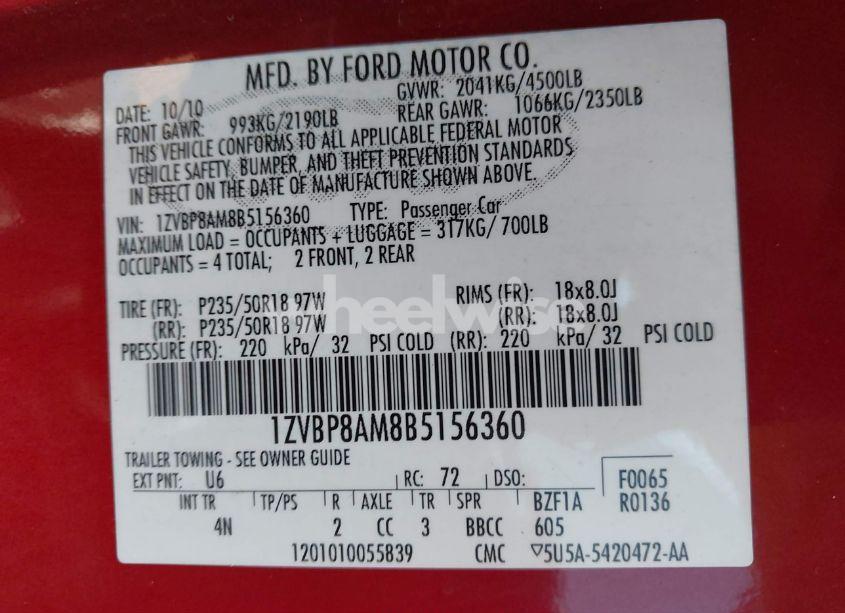 MFD. BY FORD MOTOR CO.
DATE: 10/10 GVWR: 2041KG/4500LB
FRONT GAWR: 993KG/2190LB REAR GAWR: 1066KG/2350LB
THIS VEHICLE CONFORMS TO ALL APPLICABLE FEDERAL MOTOR
VEHICLE SAFETY, BUMPER, AND THEFT PREVENTION STANDARDS
IN EFFECT ON THE DATE OF MANUFACTURE SHOWN ABOVE.
VIN: 1ZVBP8AM8B5156360 TYPE: Passenger Car
MAXIMUM LOAD = OCCUPANTS + LUGGAGE = 317KG/ 700LB
OCCUPANTS = 4 TOTAL; 2 FRONT, 2 REAR
wheelwise
TIRE (FR): P235/50R18 97W RIMS (FR): 18x8.0J
(RR): P235/50R18 97W (RR): 18x8.0J
PRESSURE (FR): 220 kPa/ 32 PSI COLD (RR): 220 kPa/ 32 PSI COLD
1ZVBP8AM8B5156360
TRAILER TOWING - SEE OWNER GUIDE
EXT PNT: U6 RC: 72 DSO: F0065
INT TR TP/PS R AXLE TR SPR BZF1A R0136
4N 2 CC 3 BBCC 605
1201010055839 CMC ▽5U5A-5420472-AA